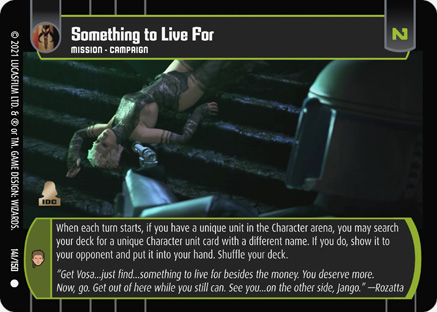 Something to Live For
MISSION - CAMPAIGN
N
© 2021 LUCASFILM LTD. & ® or TM. GAME DESIGN: WIZARDS.
141/150
IDC
When each turn starts, if you have a unique unit in the Character arena, you may search
your deck for a unique Character unit card with a different name. If you do, show it to
your opponent and put it into your hand. Shuffle your deck.
"Get Vosa...just find...something to live for besides the money. You deserve more.
Now, go. Get out of here while you still can. See you...on the other side, Jango." —Rozatta